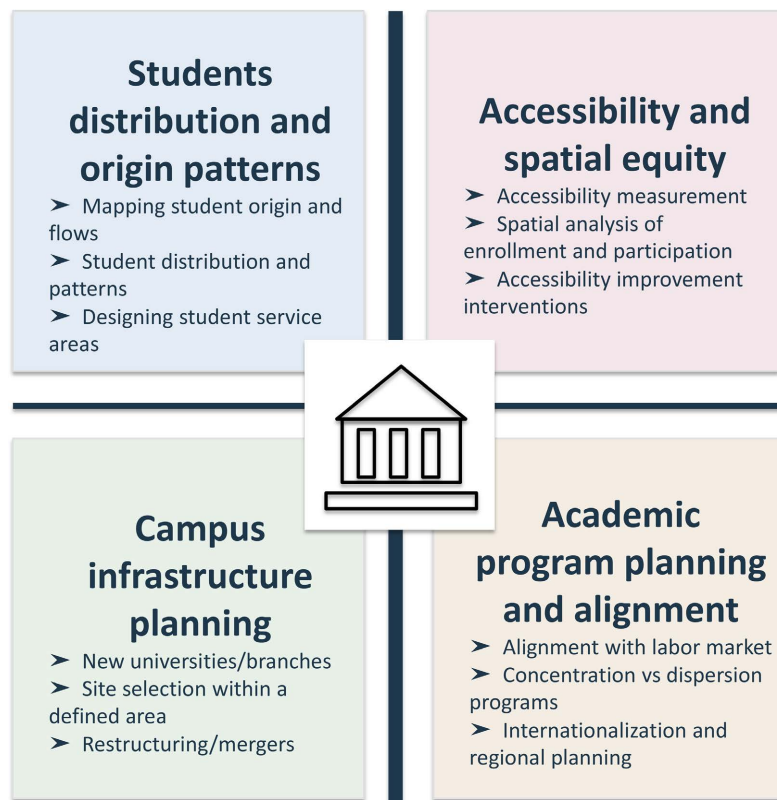 Students
distribution and
origin patterns
➤ Mapping student origin and
flows
➤ Student distribution and
patterns
➤ Designing student service
areas
Accessibility and
spatial equity
➤ Accessibility measurement
➤ Spatial analysis of
enrollment and participation
➤ Accessibility improvement
interventions
Campus
infrastructure
planning
➤ New universities/branches
➤ Site selection within a
defined area
➤ Restructuring/mergers
Academic
program planning
and alignment
➤ Alignment with labor market
➤ Concentration vs dispersion
programs
➤ Internationalization and
regional planning